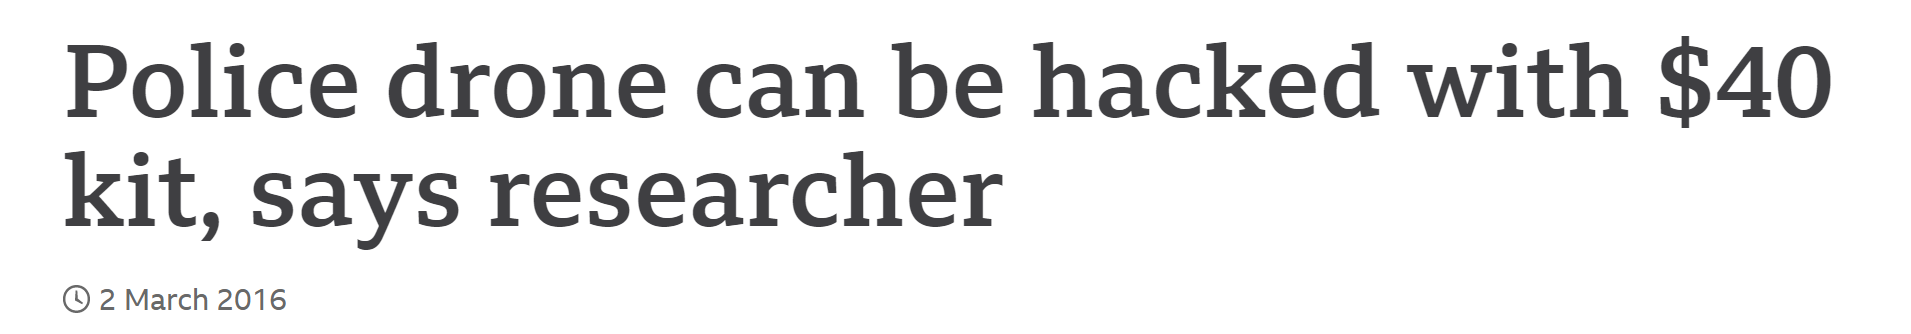 Police drone can be hacked with $40
kit, says researcher
2 March 2016